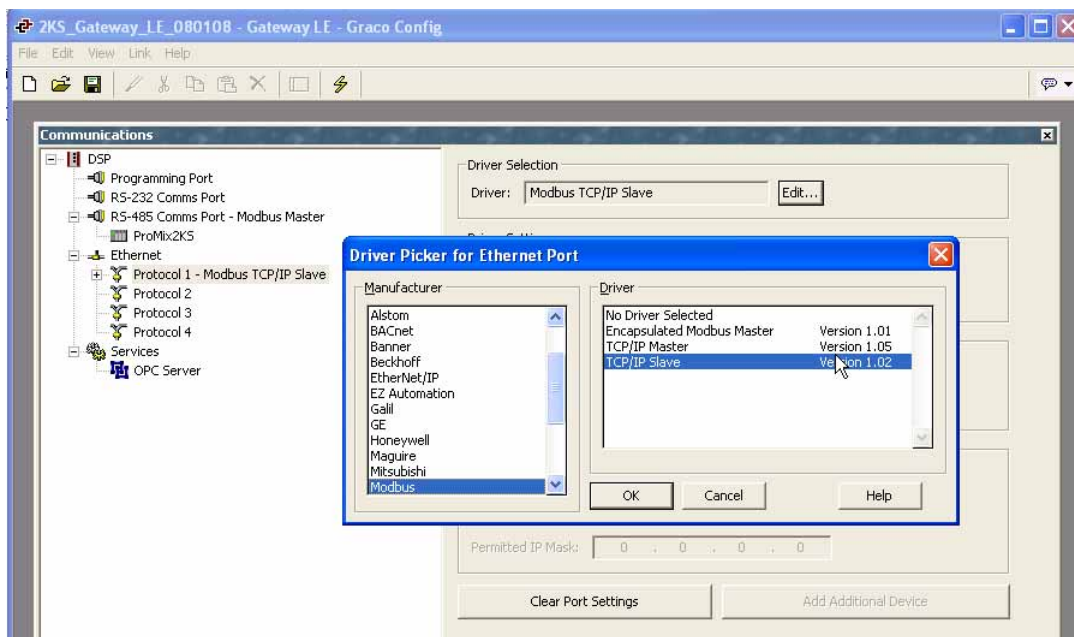 2KS_Gateway_LE_080108 - Gateway LE - Graco Config
File Edit View Link Help
Communications
DSP
Programming Port
RS-232 Comms Port
RS-485 Comms Port - Modbus Master
ProMix2KS
Ethernet
Protocol 1 - Modbus TCP/IP Slave
Protocol 2
Protocol 3
Protocol 4
Services
OPC Server
Driver Selection
Driver: Modbus TCP/IP Slave Edit...
Driver Picker for Ethernet Port
Manufacturer
Alstom
BACnet
Banner
Beckhoff
EtherNet/IP
EZ Automation
Galil
GE
Honeywell
Maguire
Mitsubishi
Modbus
Driver
No Driver Selected
Encapsulated Modbus Master Version 1.01
TCP/IP Master Version 1.05
TCP/IP Slave Version 1.02
OK Cancel Help
Permitted IP Mask: 0 . 0 . 0 . 0
Clear Port Settings Add Additional Device